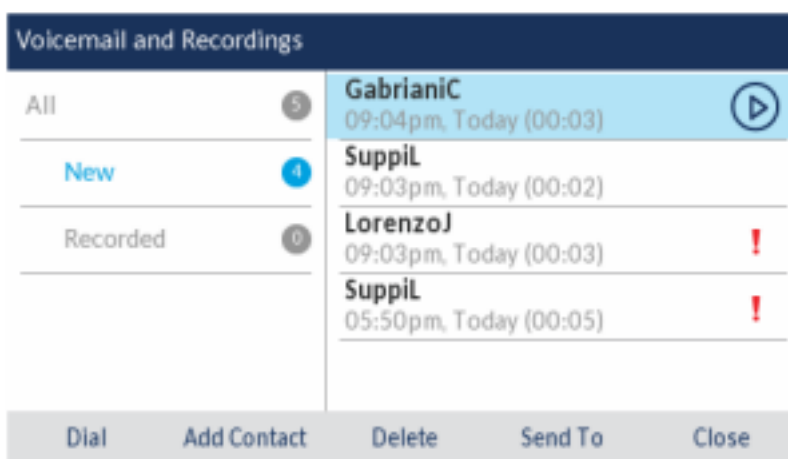 Voicemail and Recordings
All 5
New 4
Recorded 0
GabrianiC
09:04pm, Today (00:03)
SuppiL
09:03pm, Today (00:02)
LorenzoJ
09:03pm, Today (00:03)
!
SuppiL
05:50pm, Today (00:05)
!
Dial Add Contact Delete Send To Close